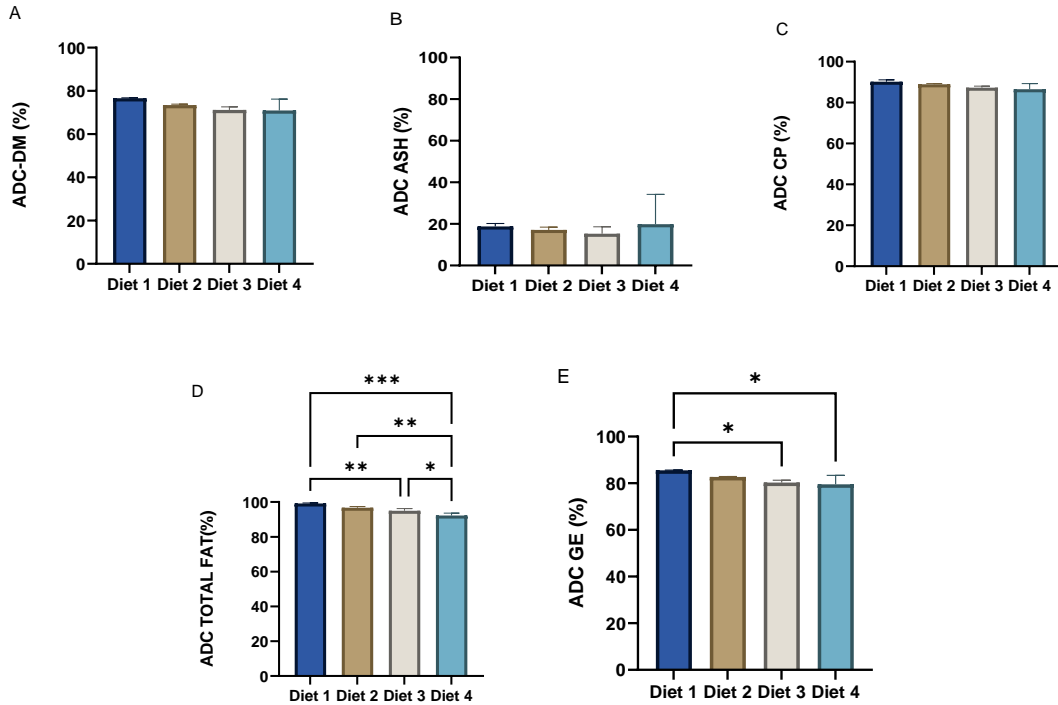 A
ADC-DM (%)
100
80
60
40
20
0
Diet 1 Diet 2 Diet 3 Diet 4
B
ADC ASH (%)
100
80
60
40
20
0
Diet 1 Diet 2 Diet 3 Diet 4
C
ADC CP (%)
100
80
60
40
20
0
Diet 1 Diet 2 Diet 3 Diet 4
D
***
**
** *
ADC TOTAL FAT(%)
100
80
60
40
20
0
Diet 1 Diet 2 Diet 3 Diet 4
E
*
*
ADC GE (%)
100
80
60
40
20
0
Diet 1 Diet 2 Diet 3 Diet 4